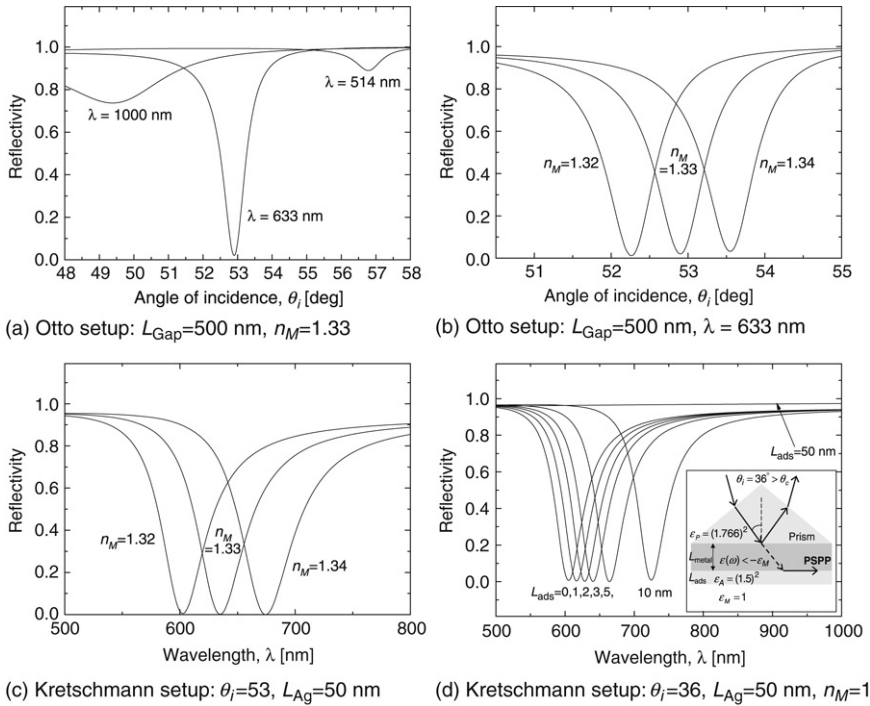 Reflectivity
1.0
0.8
0.6
0.4
0.2
0.0
λ = 1000 nm
λ = 514 nm
λ = 633 nm
48 49 50 51 52 53 54 55 56 57 58
Angle of incidence, θi [deg]
(a) Otto setup: LGap=500 nm, nM=1.33
Reflectivity
1.0
0.8
0.6
0.4
0.2
0.0
nM=1.32
nM
=1.33
nM=1.34
51 52 53 54 55
Angle of incidence, θi [deg]
(b) Otto setup: LGap=500 nm, λ = 633 nm
Reflectivity
1.0
0.8
0.6
0.4
0.2
0.0
nM=1.32
nM
=1.33
nM=1.34
500 600 700 800
Wavelength, λ [nm]
(c) Kretschmann setup: θi=53, LAg=50 nm
Reflectivity
1.0
0.8
0.6
0.4
0.2
0.0
Lads=50 nm
θi = 36° > θc
εP=(1.766)²
Prism
Lmetal
ε(ω) < −εM
PSPP
Lads
εA=(1.5)²
εM=1
Lads=0,1,2,3,5,
10 nm
500 600 700 800 900 1000
Wavelength, λ [nm]
(d) Kretschmann setup: θi=36, LAg=50 nm, nM=1